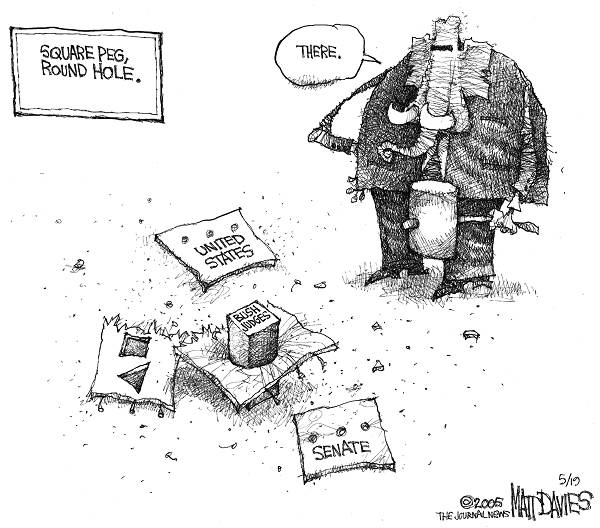 SQUARE PEG,
ROUND HOLE.
THERE.
UNITED
STATES
BUSH
JUDGES
SENATE
5/19
©2005
THE JOURNAL NEWS
MATT DAVIES